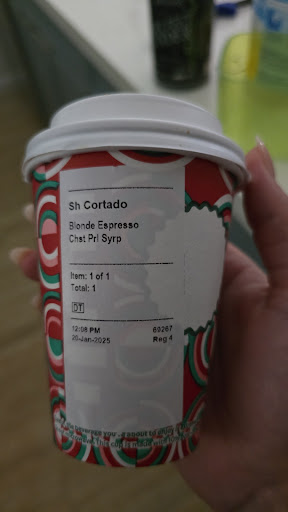 Sh Cortado
Blonde Espresso
Chst Prl Syrp
Item: 1 of 1
Total: 1
DT
12:08 PM 69267
20-Jan-2025 Reg 4